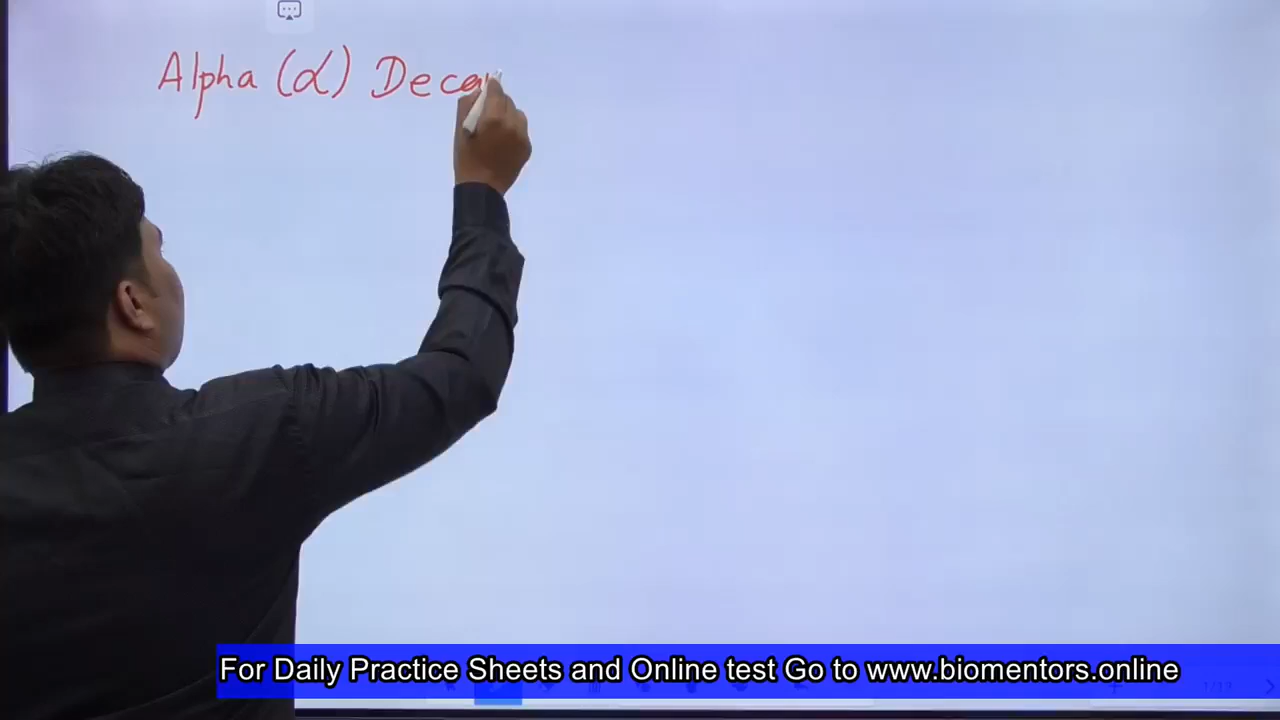 Alpha (α) Deca
For Daily Practice Sheets and Online test Go to www.biomentors.online